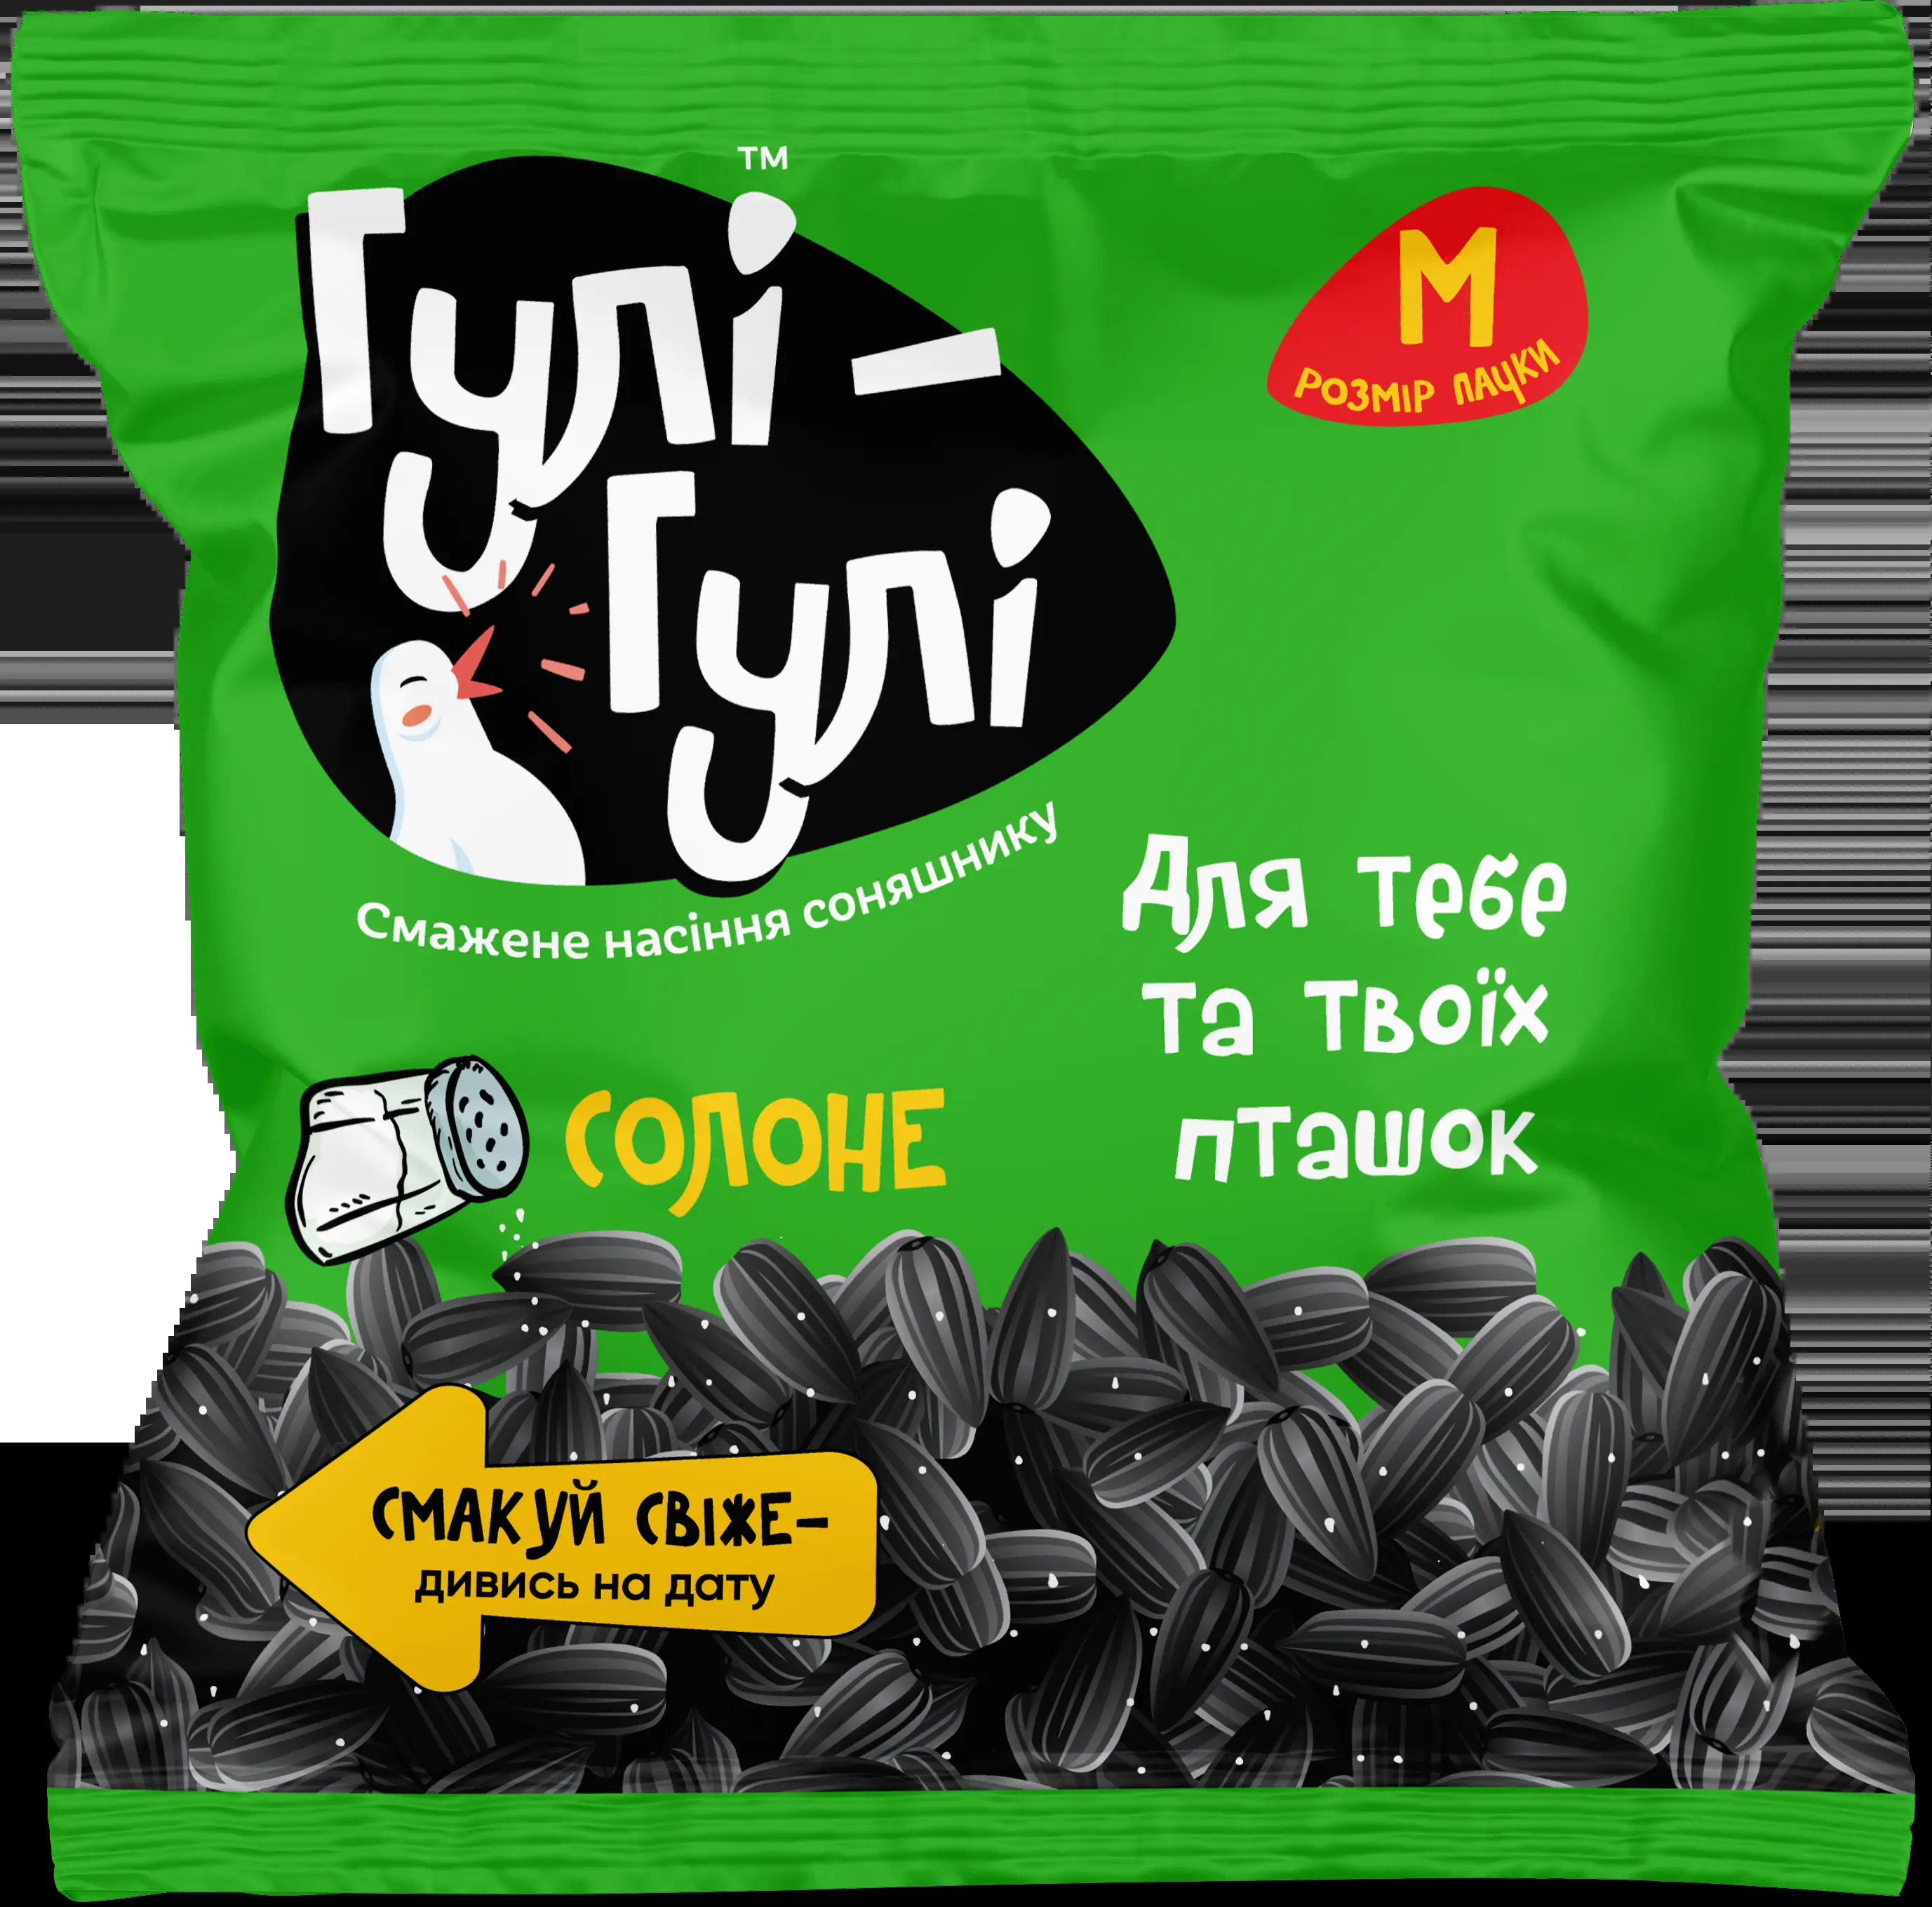 TM
Гулі-
Гулі
М
РОЗМІР ПАЧКИ
Смажене насіння соняшнику
Для тебе
та твоїх
пташок
СОЛОНЕ
СМАКУЙ СВІЖЕ–
дивись на дату